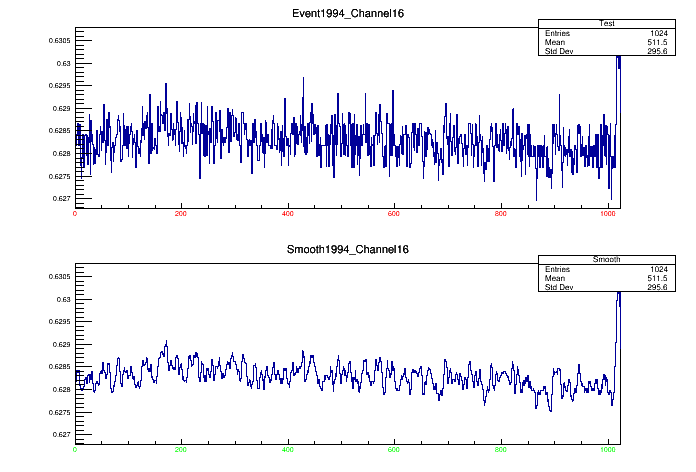 Event1994_Channel16
Test
Entries 1024
Mean 511.5
Std Dev 295.6
0.6305
0.63
0.6295
0.629
0.6285
0.628
0.6275
0.627
0 200 400 600 800 1000
Smooth1994_Channel16
Smooth
Entries 1024
Mean 511.5
Std Dev 295.6
0.6305
0.63
0.6295
0.629
0.6285
0.628
0.6275
0.627
0 200 400 600 800 1000